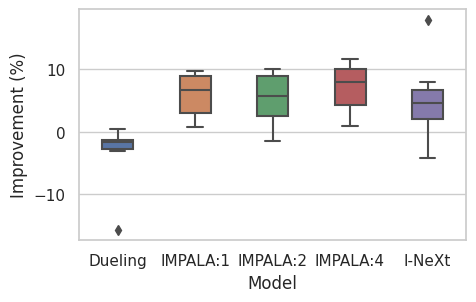 Improvement (%)
10
0
−10
Dueling IMPALA:1 IMPALA:2 IMPALA:4 I-NeXt
Model